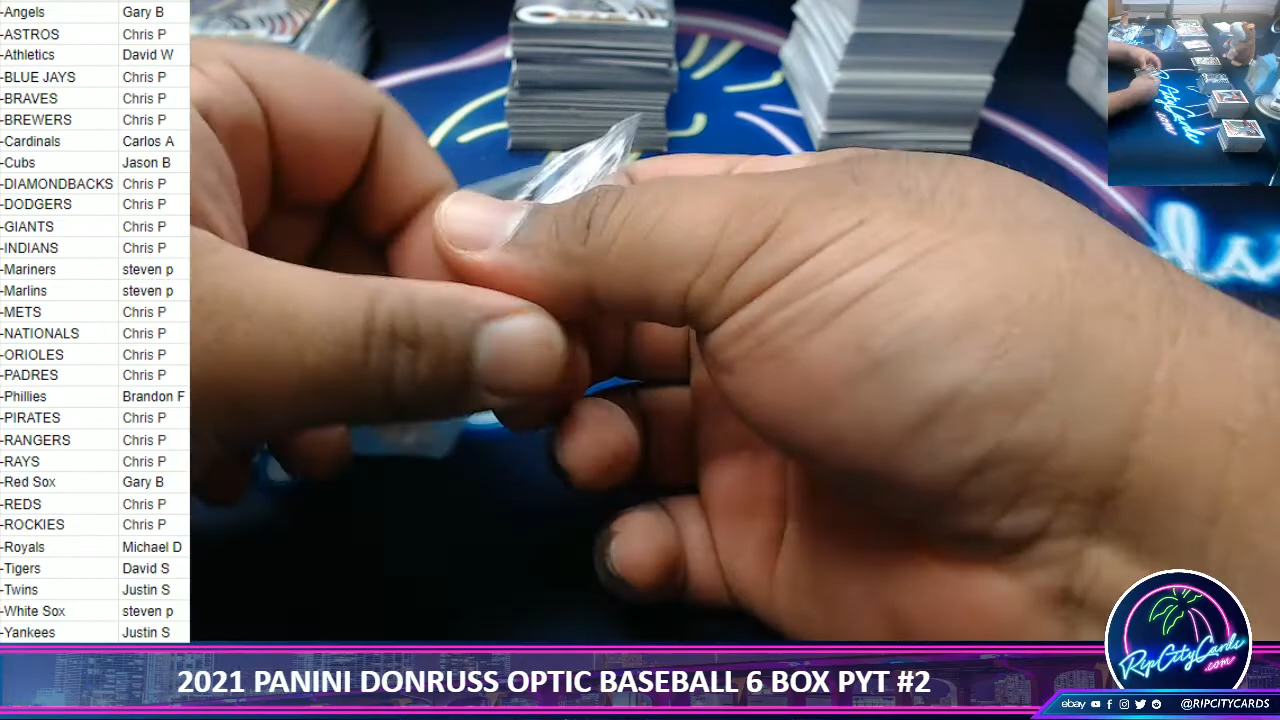 -Angels Gary B
-ASTROS Chris P
-Athletics David W
-BLUE JAYS Chris P
-BRAVES Chris P
-BREWERS Chris P
-Cardinals Carlos A
-Cubs Jason B
-DIAMONDBACKS Chris P
-DODGERS Chris P
-GIANTS Chris P
-INDIANS Chris P
-Mariners steven p
-Marlins steven p
-METS Chris P
-NATIONALS Chris P
-ORIOLES Chris P
-PADRES Chris P
-Phillies Brandon F
-PIRATES Chris P
-RANGERS Chris P
-RAYS Chris P
-Red Sox Gary B
-REDS Chris P
-ROCKIES Chris P
-Royals Michael D
-Tigers David S
-Twins Justin S
-White Sox steven p
-Yankees Justin S
RipCityCards
.com
2021 PANINI DONRUSS OPTIC BASEBALL 6 BOX PYT #2
ebay @RIPCITYCARDS